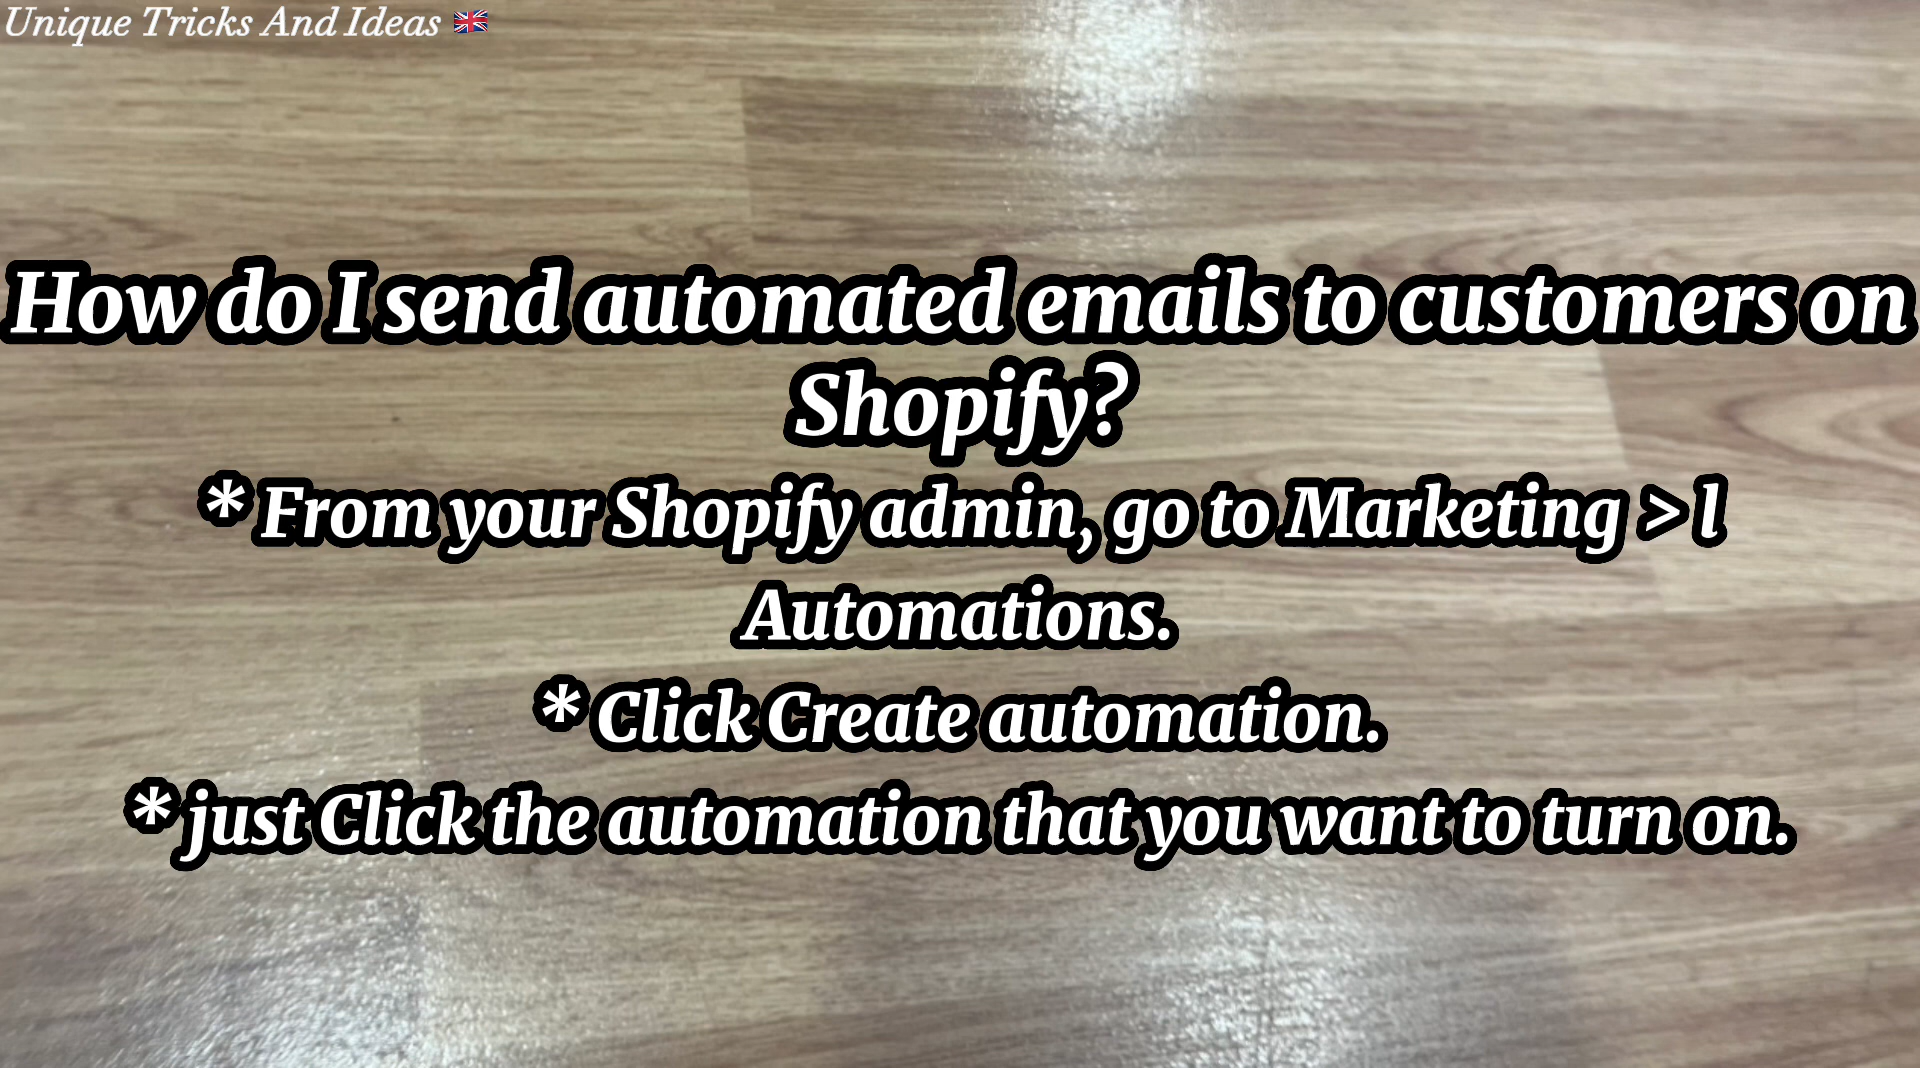 Unique Tricks And Ideas 🇬🇧
How do I send automated emails to customers on
Shopify?
* From your Shopify admin, go to Marketing > l
Automations.
* Click Create automation.
* just Click the automation that you want to turn on.